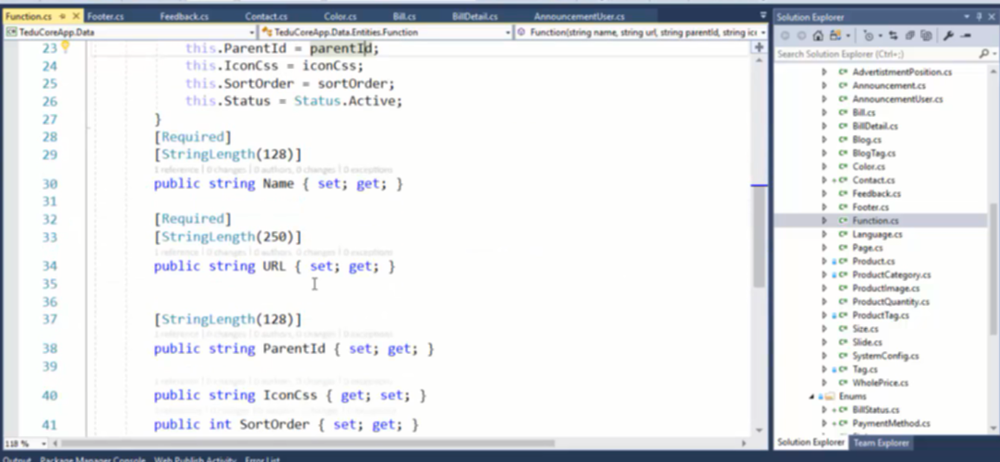 Function.cs Footer.cs Feedback.cs Contact.cs Color.cs Bill.cs BillDetail.cs AnnouncementUser.cs
TeduCoreApp.Data TeduCoreApp.Data.Entities.Function Function(string name, string url, string parentId, string ico
23 this.ParentId = parentId;
24 this.IconCss = iconCss;
25 this.SortOrder = sortOrder;
26 this.Status = Status.Active;
27 }
28 [Required]
29 [StringLength(128)]
1 reference | 0 changes | 0 authors, 0 changes | 0 exceptions
30 public string Name { set; get; }
31
32 [Required]
33 [StringLength(250)]
1 reference | 0 changes | 0 authors, 0 changes | 0 exceptions
34 public string URL { set; get; }
35
36
37 [StringLength(128)]
1 reference | 0 changes | 0 authors, 0 changes | 0 exceptions
38 public string ParentId { set; get; }
39
1 reference | 0 changes | 0 authors, 0 changes | 0 exceptions
40 public string IconCss { get; set; }
41 public int SortOrder { set; get; }
118 %
Output Package Manager Console Web Publish Activity Error List
Solution Explorer
Search Solution Explorer (Ctrl+;)
C# AdvertistmentPosition.cs
C# Announcement.cs
C# AnnouncementUser.cs
C# Bill.cs
C# BillDetail.cs
C# Blog.cs
C# BlogTag.cs
C# Color.cs
+ C# Contact.cs
C# Feedback.cs
C# Footer.cs
C# Function.cs
C# Language.cs
C# Page.cs
C# Product.cs
C# ProductCategory.cs
C# ProductImage.cs
C# ProductQuantity.cs
C# ProductTag.cs
C# Size.cs
C# Slide.cs
C# SystemConfig.cs
C# Tag.cs
C# WholePrice.cs
Enums
+ C# BillStatus.cs
+ C# PaymentMethod.cs
Solution Explorer Team Explorer